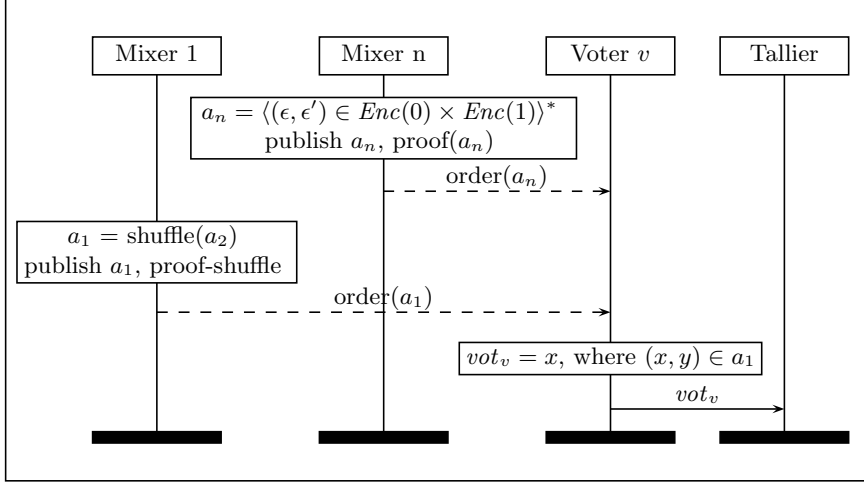 Mixer 1 Mixer n Voter v Tallier
aₙ = ⟨(ϵ, ϵ′) ∈ Enc(0) × Enc(1)⟩*
publish aₙ, proof(aₙ)
order(aₙ)
a₁ = shuffle(a₂)
publish a₁, proof-shuffle
order(a₁)
votᵥ = x, where (x, y) ∈ a₁
votᵥ